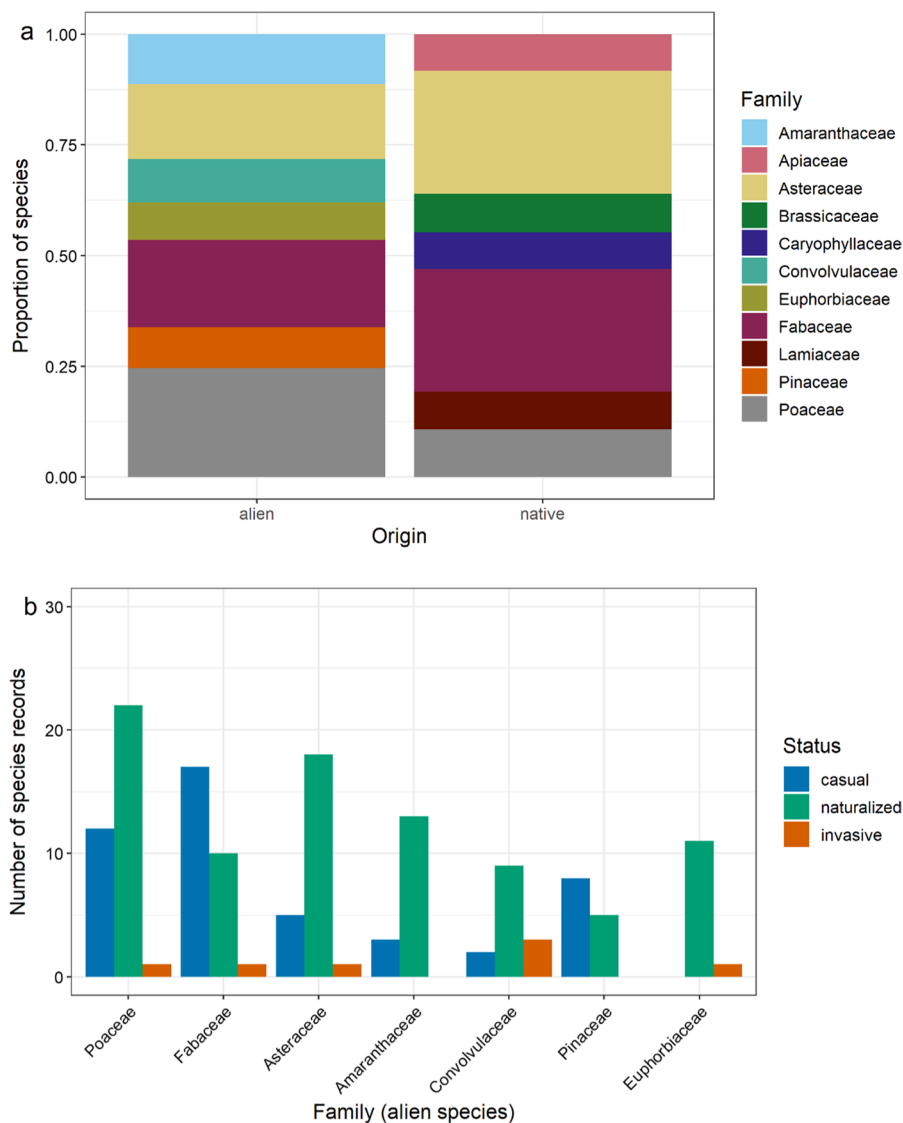 a
1.00
0.75
0.50
0.25
0.00
Proportion of species
alien
native
Origin
Family
Amaranthaceae
Apiaceae
Asteraceae
Brassicaceae
Caryophyllaceae
Convolvulaceae
Euphorbiaceae
Fabaceae
Lamiaceae
Pinaceae
Poaceae
b
30
20
10
0
Number of species records
Poaceae
Fabaceae
Asteraceae
Amaranthaceae
Convolvulaceae
Pinaceae
Euphorbiaceae
Family (alien species)
Status
casual
naturalized
invasive